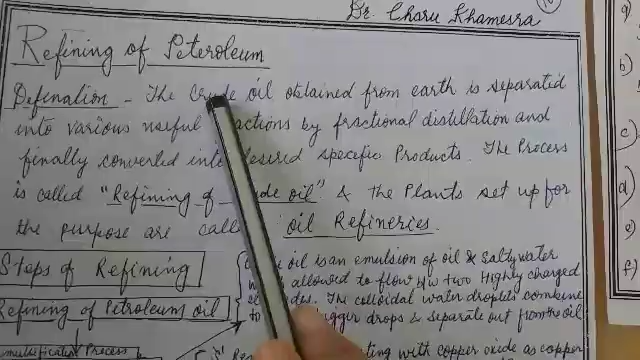 Dr. Charu Khamesra
Refining of Peteroleum
Defenation - The Crude oil obtained from earth is separated
into various useful fractions by fractional distillation and
finally converted into desired specific Products. The Process
is called "Refining of crude oil" & the Plants set up for
the purpose are called oil Refineries.
Steps of Refining
oil is an emulsion of oil & Salty water
allowed to flow b/w two Highly charged
The colloidal water droplets combine
to bigger drops & separate out from the oil
Refining of Petroleum oil
Process
ting with copper oxide as copper
a)
b)
c)
d)
e)
f)